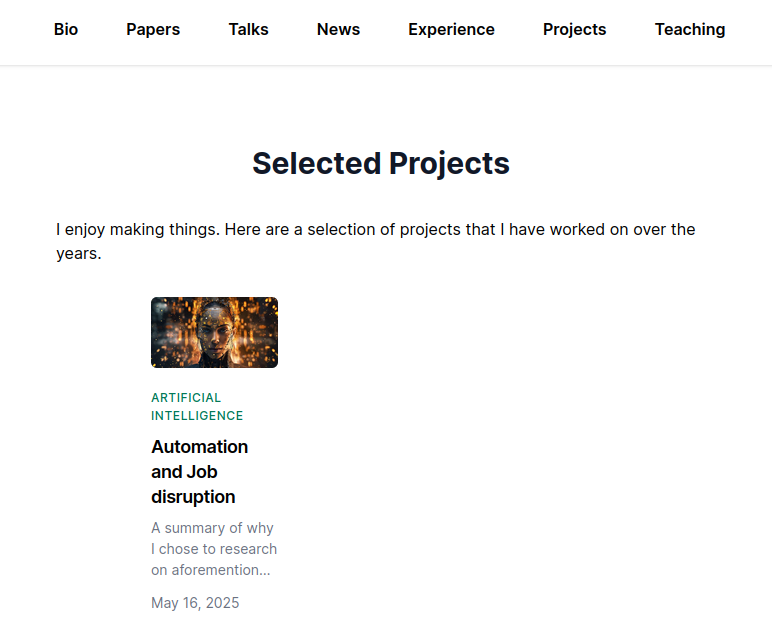 Bio Papers Talks News Experience Projects Teaching
Selected Projects
I enjoy making things. Here are a selection of projects that I have worked on over the
years.
ARTIFICIAL
INTELLIGENCE
Automation
and Job
disruption
A summary of why
I chose to research
on aforemention...
May 16, 2025